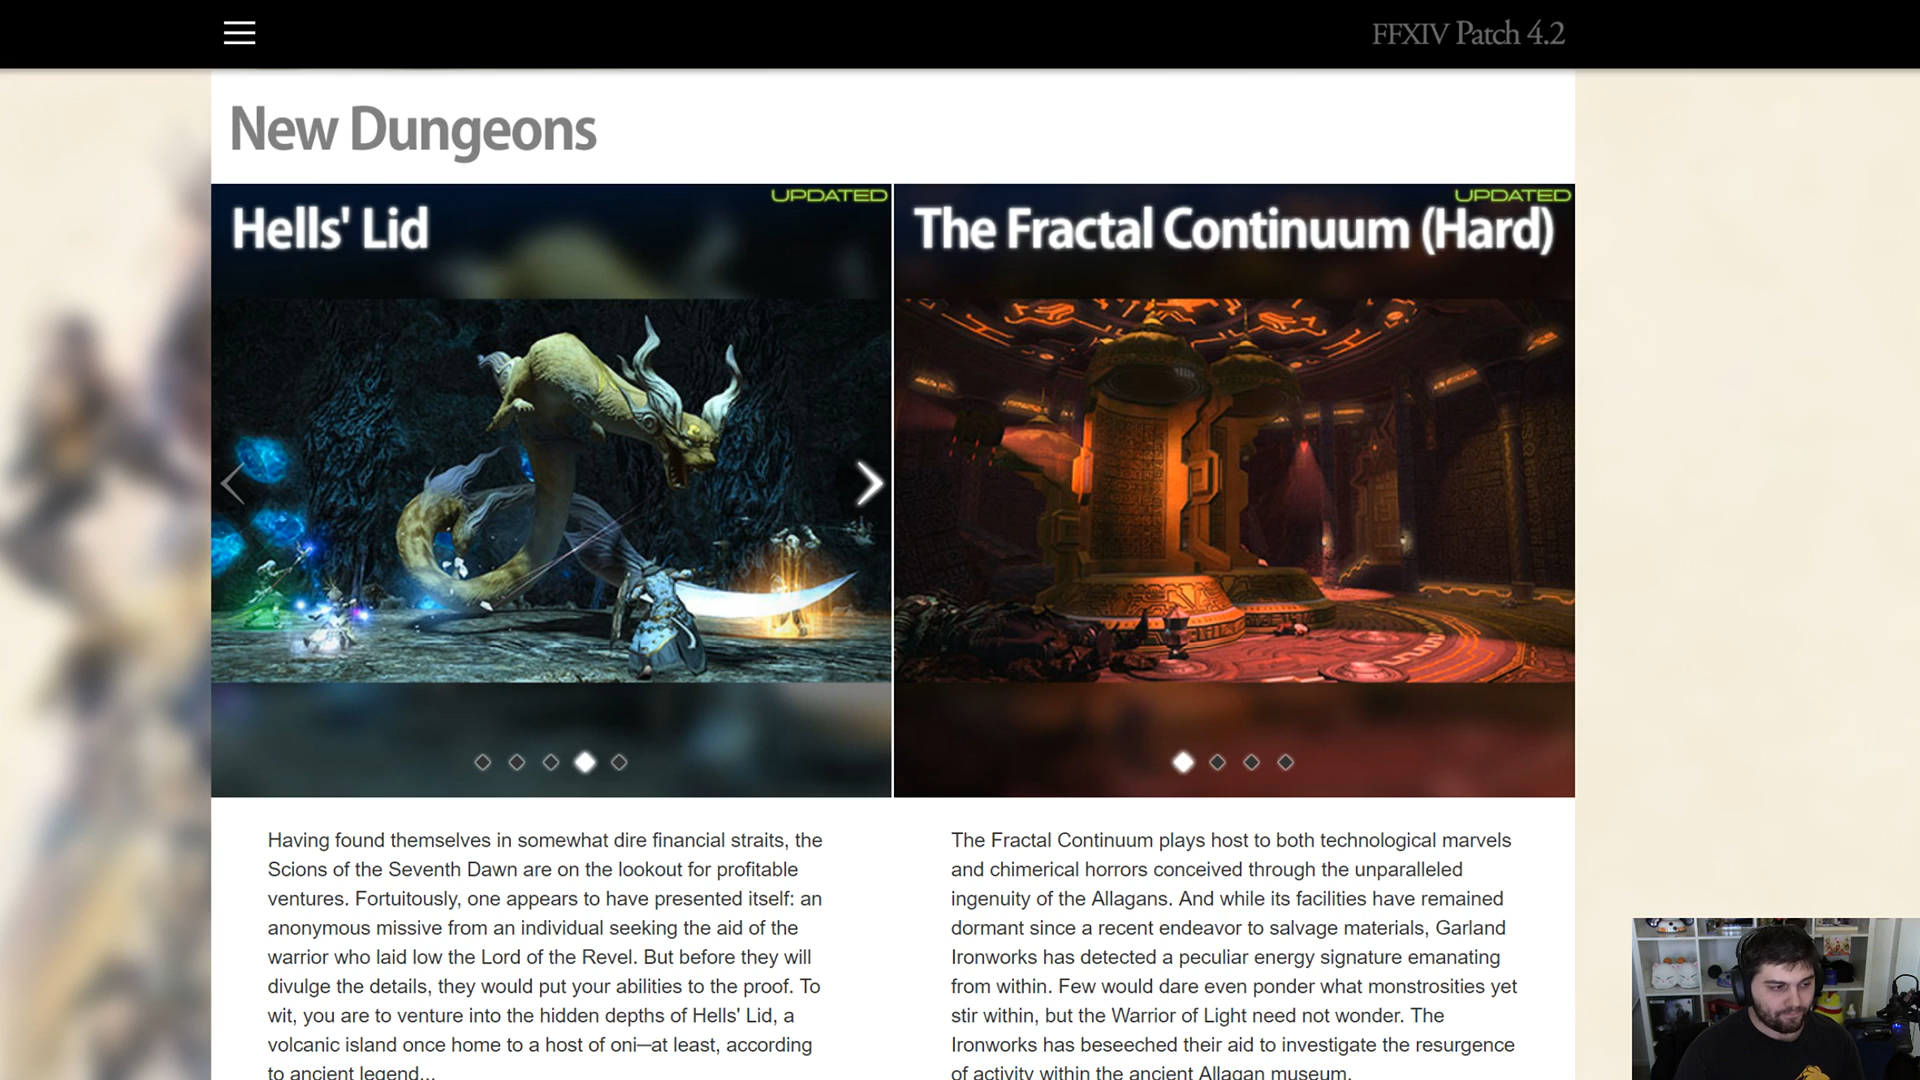 FFXIV Patch 4.2
New Dungeons
UPDATED
Hells' Lid
UPDATED
The Fractal Continuum (Hard)
Having found themselves in somewhat dire financial straits, the
Scions of the Seventh Dawn are on the lookout for profitable
ventures. Fortuitously, one appears to have presented itself: an
anonymous missive from an individual seeking the aid of the
warrior who laid low the Lord of the Revel. But before they will
divulge the details, they would put your abilities to the proof. To
wit, you are to venture into the hidden depths of Hells' Lid, a
volcanic island once home to a host of oni—at least, according
to ancient legend...
The Fractal Continuum plays host to both technological marvels
and chimerical horrors conceived through the unparalleled
ingenuity of the Allagans. And while its facilities have remained
dormant since a recent endeavor to salvage materials, Garland
Ironworks has detected a peculiar energy signature emanating
from within. Few would dare even ponder what monstrosities yet
stir within, but the Warrior of Light need not wonder. The
Ironworks has beseeched their aid to investigate the resurgence
of activity within the ancient Allagan museum.